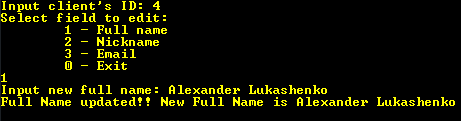 Input client's ID: 4
Select field to edit:
1 - Full name
2 - Nickname
3 - Email
0 - Exit
1
Input new full name: Alexander Lukashenko
Full Name updated!! New Full Name is Alexander Lukashenko